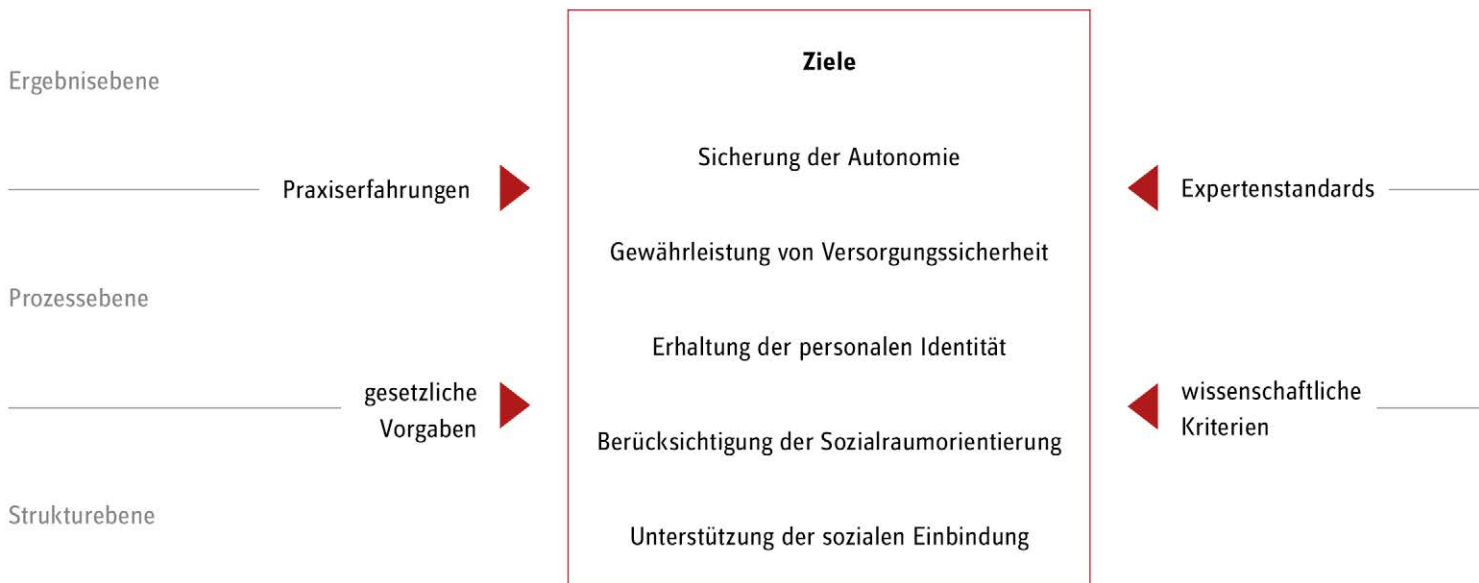 Ziele
Ergebnisebene
Sicherung der Autonomie
Praxiserfahrungen
Expertenstandards
Gewährleistung von Versorgungssicherheit
Prozessebene
Erhaltung der personalen Identität
gesetzliche
Vorgaben
wissenschaftliche
Kriterien
Berücksichtigung der Sozialraumorientierung
Strukturebene
Unterstützung der sozialen Einbindung